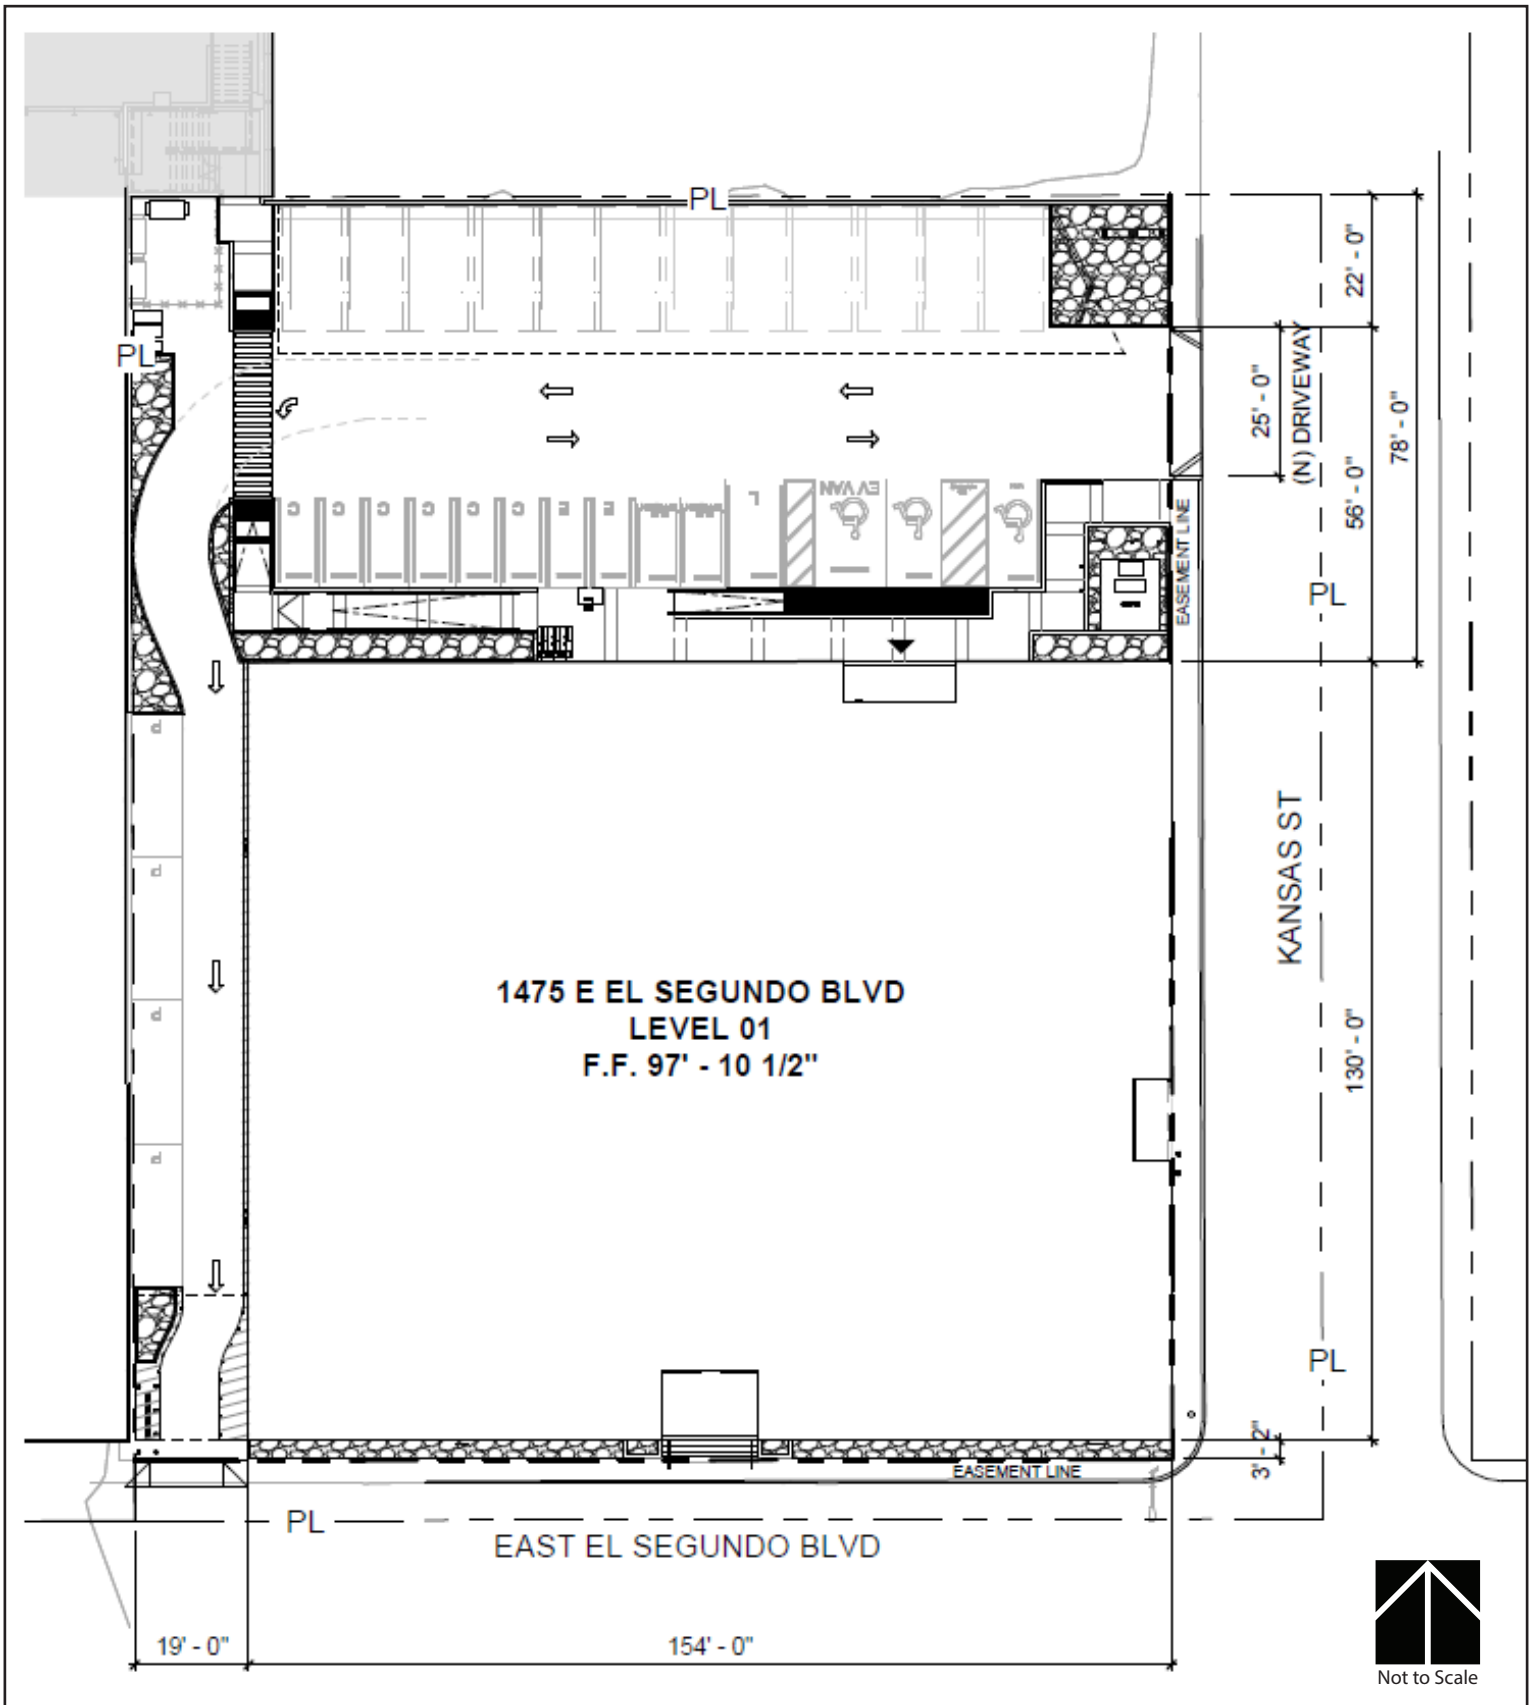 PL
22' - 0"
PL
25' - 0"
(N) DRIVEWAY
78' - 0"
56' - 0"
C C C C C C E E
L
EV VAN
EASEMENT LINE
PL
P
P
P
P
KANSAS ST
1475 E EL SEGUNDO BLVD
LEVEL 01
F.F. 97' - 10 1/2"
130' - 0"
PL
3' - 2"
EASEMENT LINE
PL
EAST EL SEGUNDO BLVD
19' - 0"
154' - 0"
Not to Scale